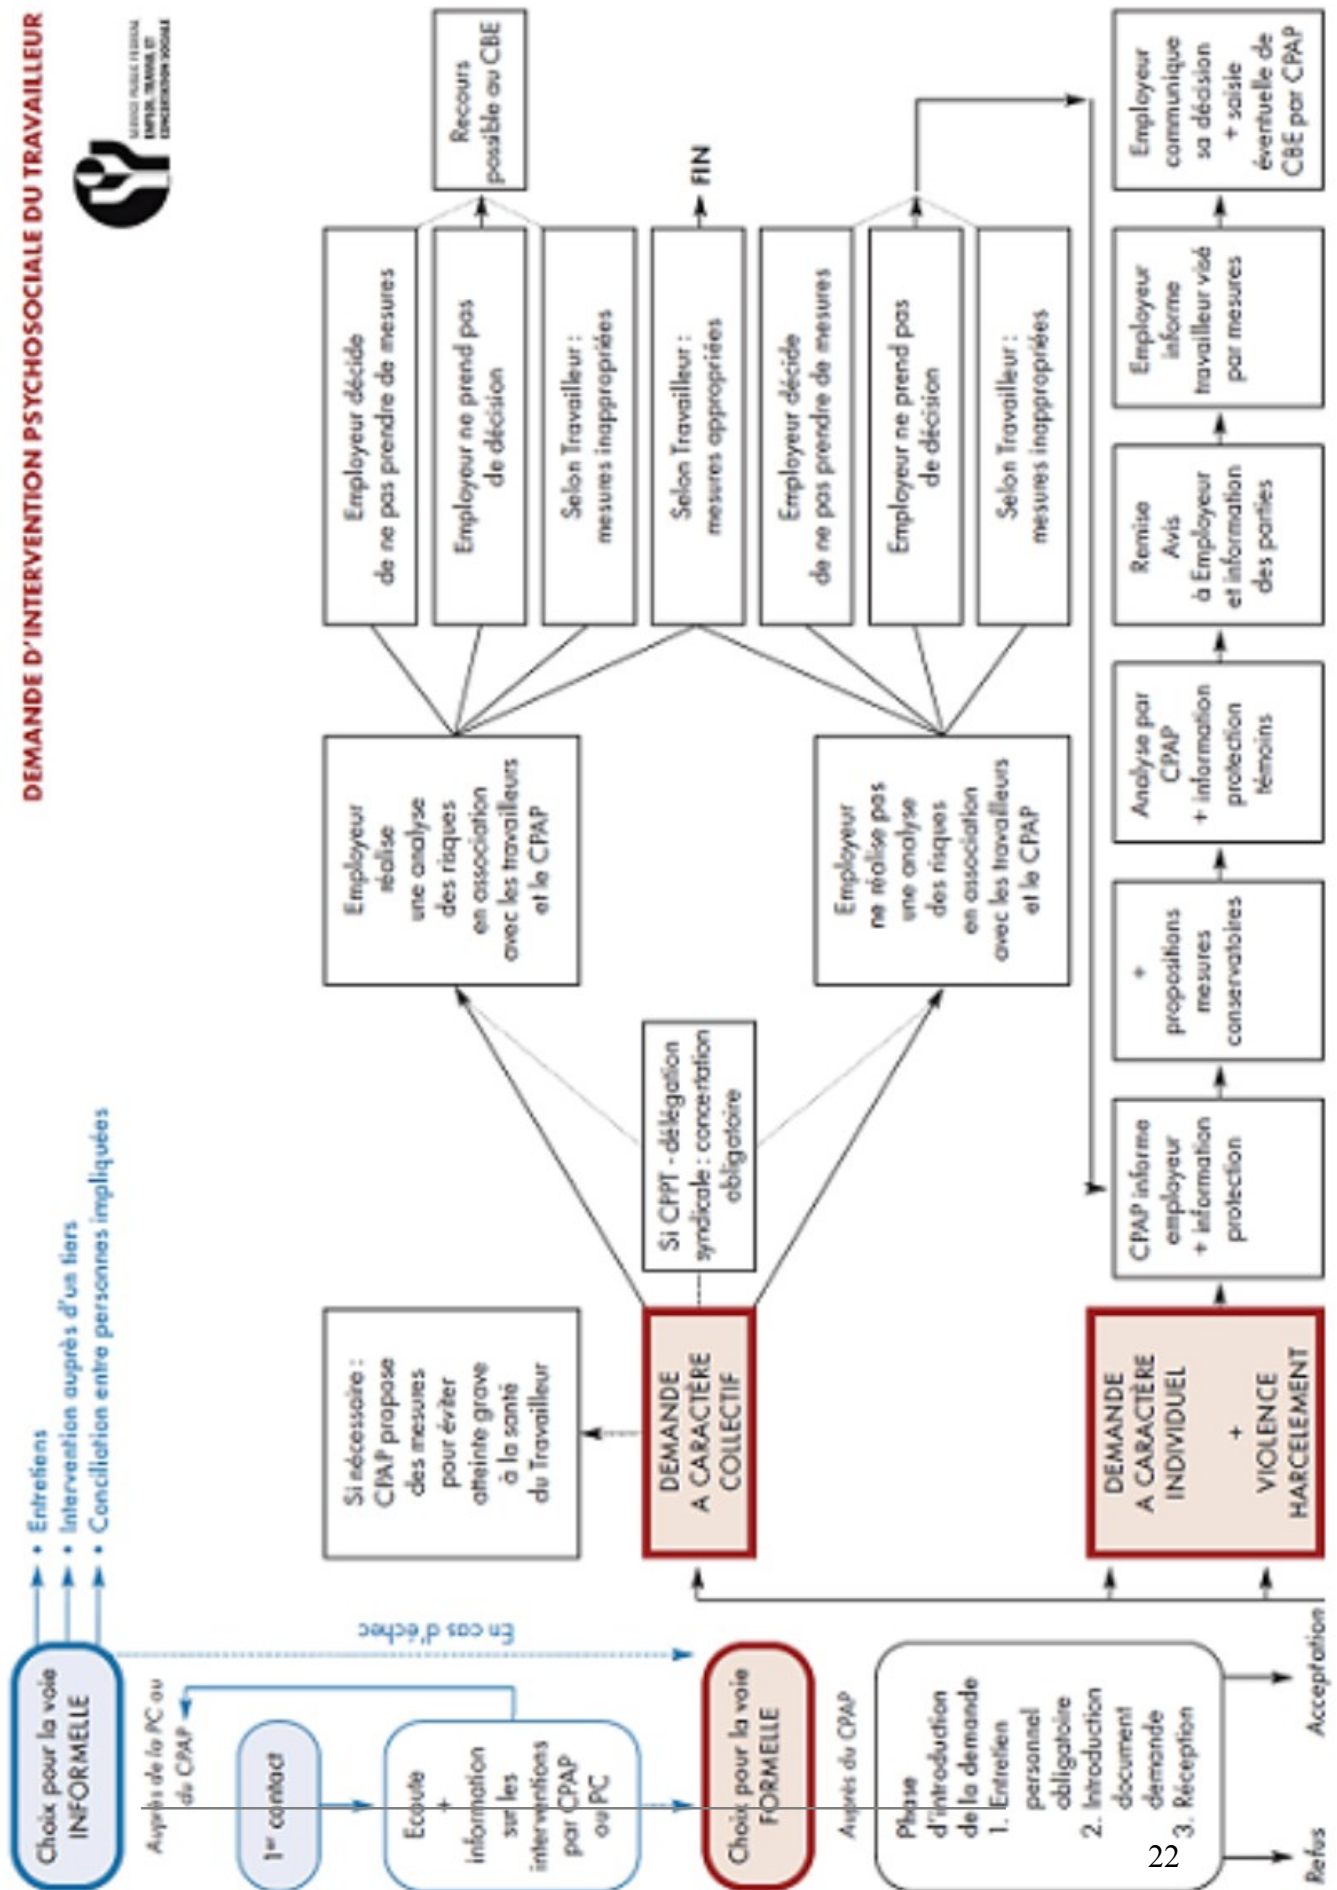 DEMANDE D'INTERVENTION PSYCHOSOCIALE DU TRAVAILLEUR
SERVICE PUBLIC FEDERAL
EMPLOI, TRAVAIL ET
CONCERTATION SOCIALE
Choix pour la voie
INFORMELLE
• Entretiens
• Intervention auprès d'un tiers
• Conciliation entre personnes impliquées
Auprès de la PC ou
du CPAP
1er contact
Ecoute
+
information
sur les
interventions
par CPAP
ou PC
En cas d'échec
Choix pour la voie
FORMELLE
Auprès du CPAP
Phase
d'introduction
de la demande
1. Entretien
personal
obligatoire
2. Introduction
document
demande
3. Réception
Refus
Acceptation
Si nécessaire :
CPAP propose
des mesures
pour éviter
atteinte grave
à la santé
du Travailleur
DEMANDE
A CARACTÈRE
COLLECTIF
Si CPPT - délégation
syndicale : concertation
obligatoire
Employeur
réalise
une analyse
des risques
en association
avec les travailleurs
et le CPAP
Employeur
ne réalise pas
une analyse
des risques
en association
avec les travailleurs
et le CPAP
Employeur décide
de ne pas prendre de mesures
Employeur ne prend pas
de décision
Selon Travailleur :
mesures inappropriées
Selon Travailleur :
mesures appropriées
Employeur décide
de ne pas prendre de mesures
Employeur ne prend pas
de décision
Selon Travailleur :
mesures inappropriées
Recours
possible au CBE
FIN
DEMANDE
A CARACTÈRE
INDIVIDUEL
+
VIOLENCE
HARCELEMENT
CPAP informe
employeur
+ information
protection
+
propositions
mesures
conservatoires
Analyse par
CPAP
+ information
protection
témoins
Remise
Avis
à Employeur
et information
des parties
Employeur
informe
travailleur visé
par mesures
Employeur
communique
sa décision
+ saisie
éventuelle de
CBE par CPAP
22